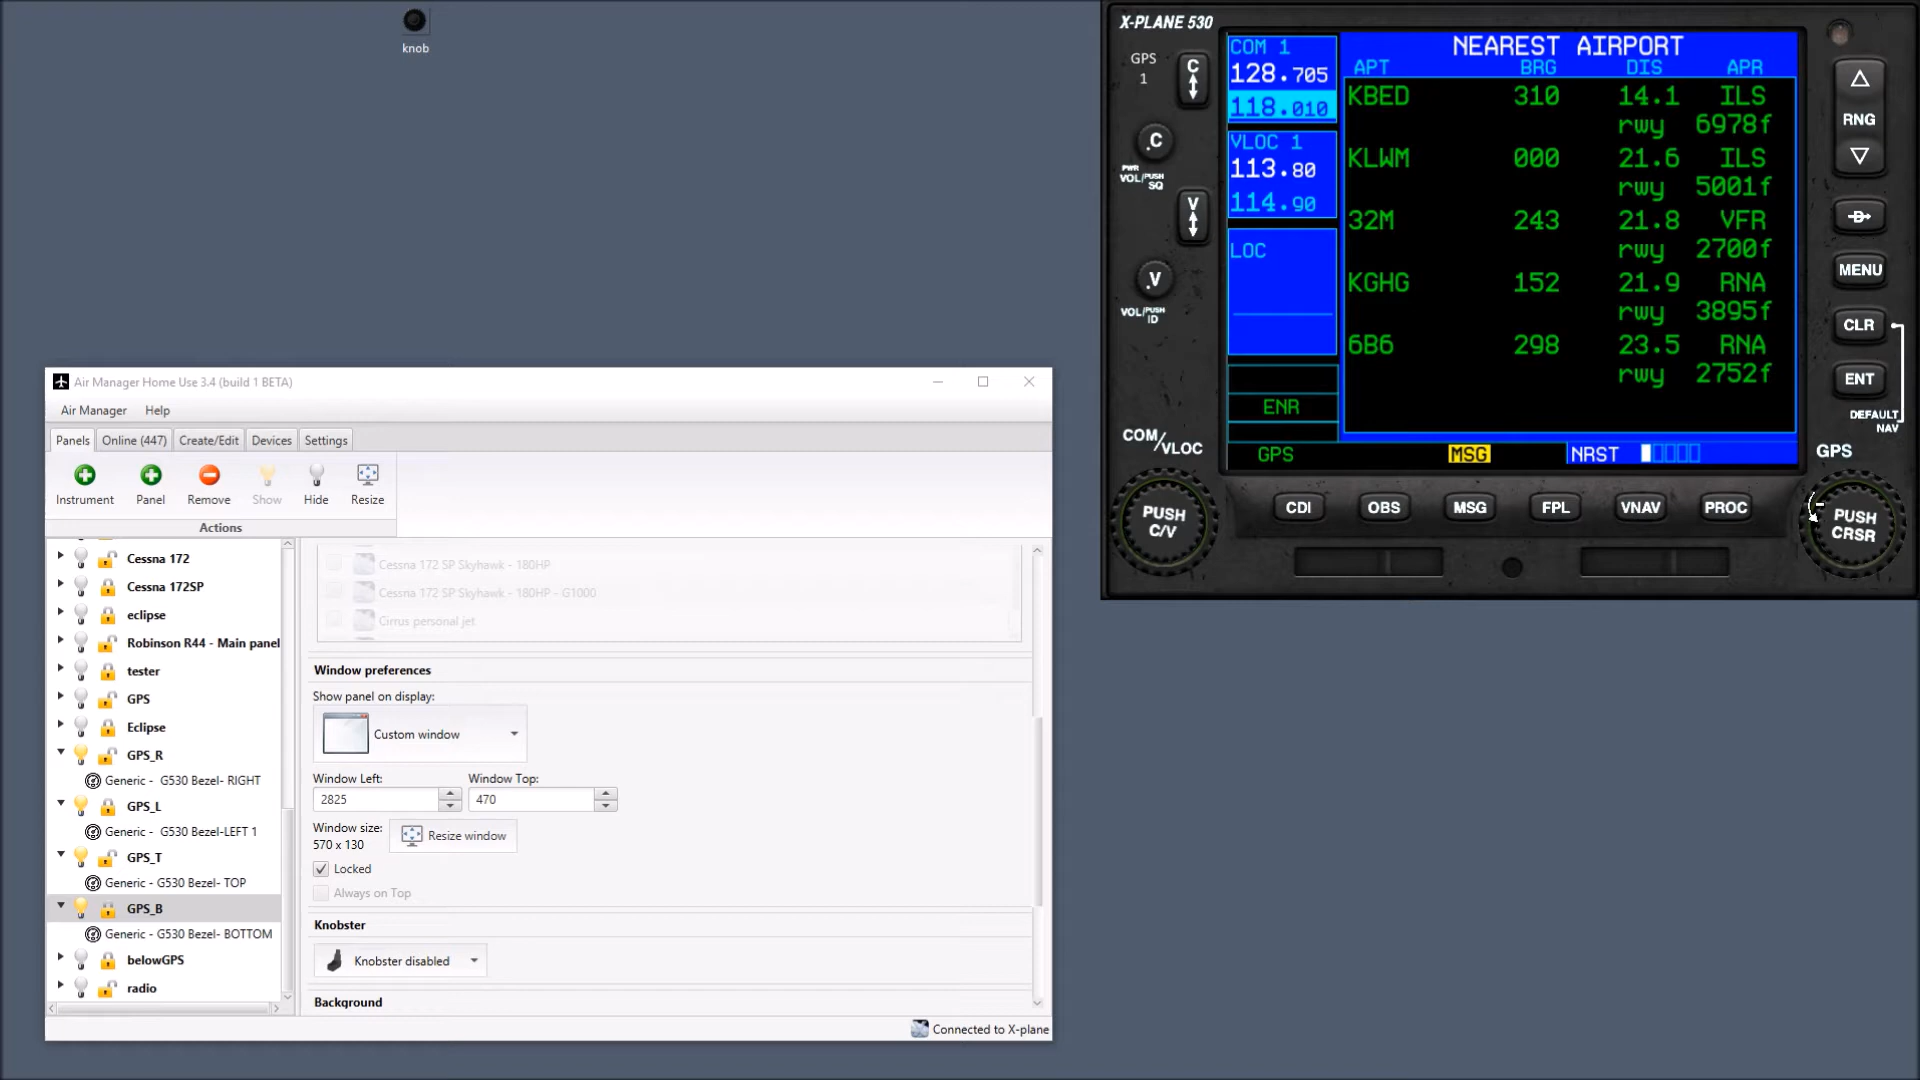 knob
X-PLANE 530
GPS
1
C
.C
PWR
VOL/PUSH
SQ
V
.V
VOL/PUSH
ID
COM/VLOC
PUSH
C/V
COM 1
128.705
118.010
VLOC 1
113.80
114.90
LOC
ENR
GPS
NEAREST AIRPORT
APT BRG DIS APR
KBED 310 14.1 ILS
rwy 6978f
KLWM 000 21.6 ILS
rwy 5001f
32M 243 21.8 VFR
rwy 2700f
KGHG 152 21.9 RNA
rwy 3895f
6B6 298 23.5 RNA
rwy 2752f
MSG
NRST
RNG
D
MENU
CLR
ENT
DEFAULT
NAV
GPS
PUSH
CRSR
CDI
OBS
MSG
FPL
VNAV
PROC
Air Manager Home Use 3.4 (build 1 BETA)
Air Manager Help
Panels Online (447) Create/Edit Devices Settings
Instrument Panel Remove Show Hide Resize
Actions
Cessna 172
Cessna 172SP
eclipse
Robinson R44 - Main panel
tester
GPS
Eclipse
GPS_R
Generic - G530 Bezel- RIGHT
GPS_L
Generic - G530 Bezel-LEFT 1
GPS_T
Generic - G530 Bezel- TOP
GPS_B
Generic - G530 Bezel- BOTTOM
belowGPS
radio
Cessna 172 SP Skyhawk - 180HP
Cessna 172 SP Skyhawk - 180HP - G1000
Cirrus personal jet
Window preferences
Show panel on display:
Custom window
Window Left: Window Top:
2825 470
Window size:
570 x 130
Resize window
Locked
Always on Top
Knobster
Knobster disabled
Background
Connected to X-plane